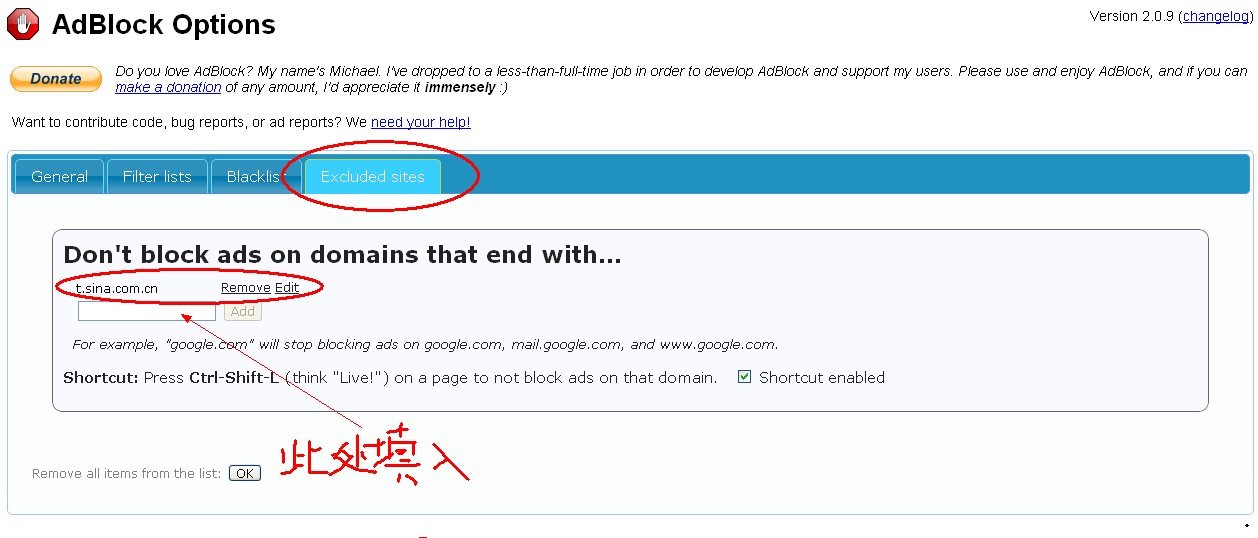 AdBlock Options
Version 2.0.9 (changelog)
Donate
Do you love AdBlock? My name's Michael. I've dropped to a less-than-full-time job in order to develop AdBlock and support my users. Please use and enjoy AdBlock, and if you can
make a donation of any amount, I'd appreciate it immensely :)
Want to contribute code, bug reports, or ad reports? We need your help!
General Filter lists Blacklist Excluded sites
Don't block ads on domains that end with...
t.sina.com.cn Remove Edit
Add
For example, "google.com" will stop blocking ads on google.com, mail.google.com, and www.google.com.
Shortcut: Press Ctrl-Shift-L (think "Live!") on a page to not block ads on that domain. Shortcut enabled
此处填入
Remove all items from the list: OK